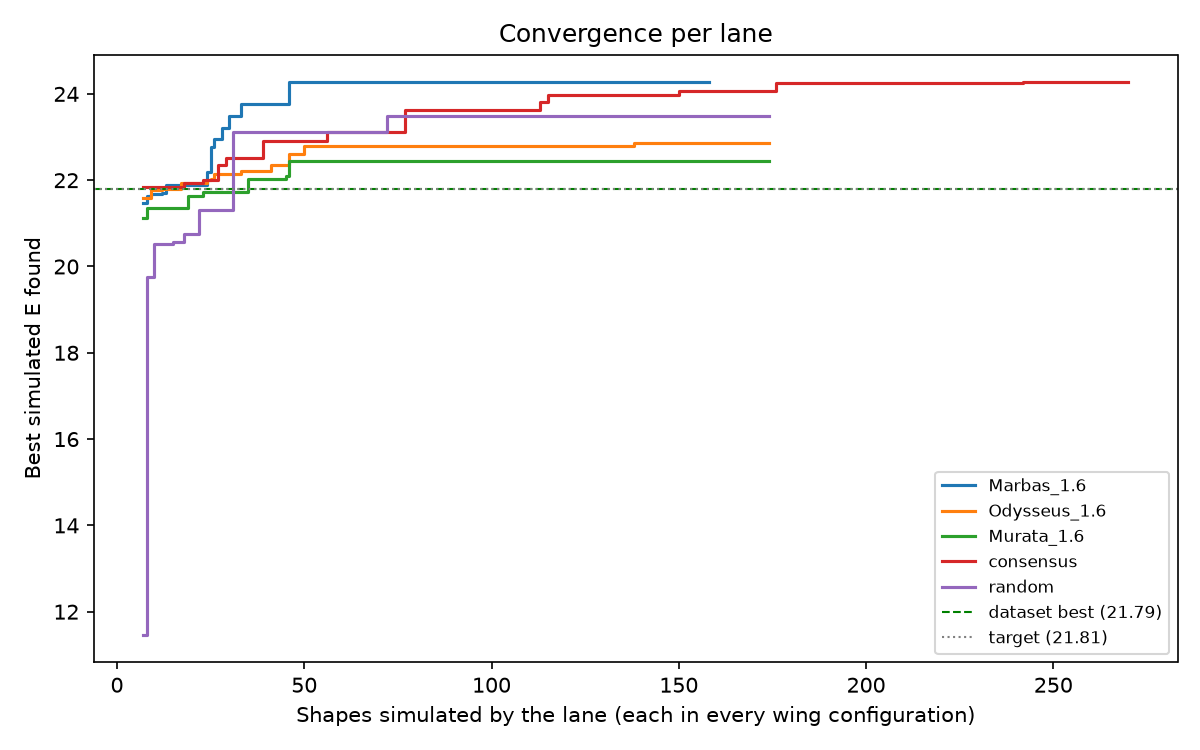 Convergence per lane
Best simulated E found
24
22
20
18
16
14
12
0
50
100
150
200
250
Shapes simulated by the lane (each in every wing configuration)
Marbas_1.6
Odysseus_1.6
Murata_1.6
consensus
random
dataset best (21.79)
target (21.81)